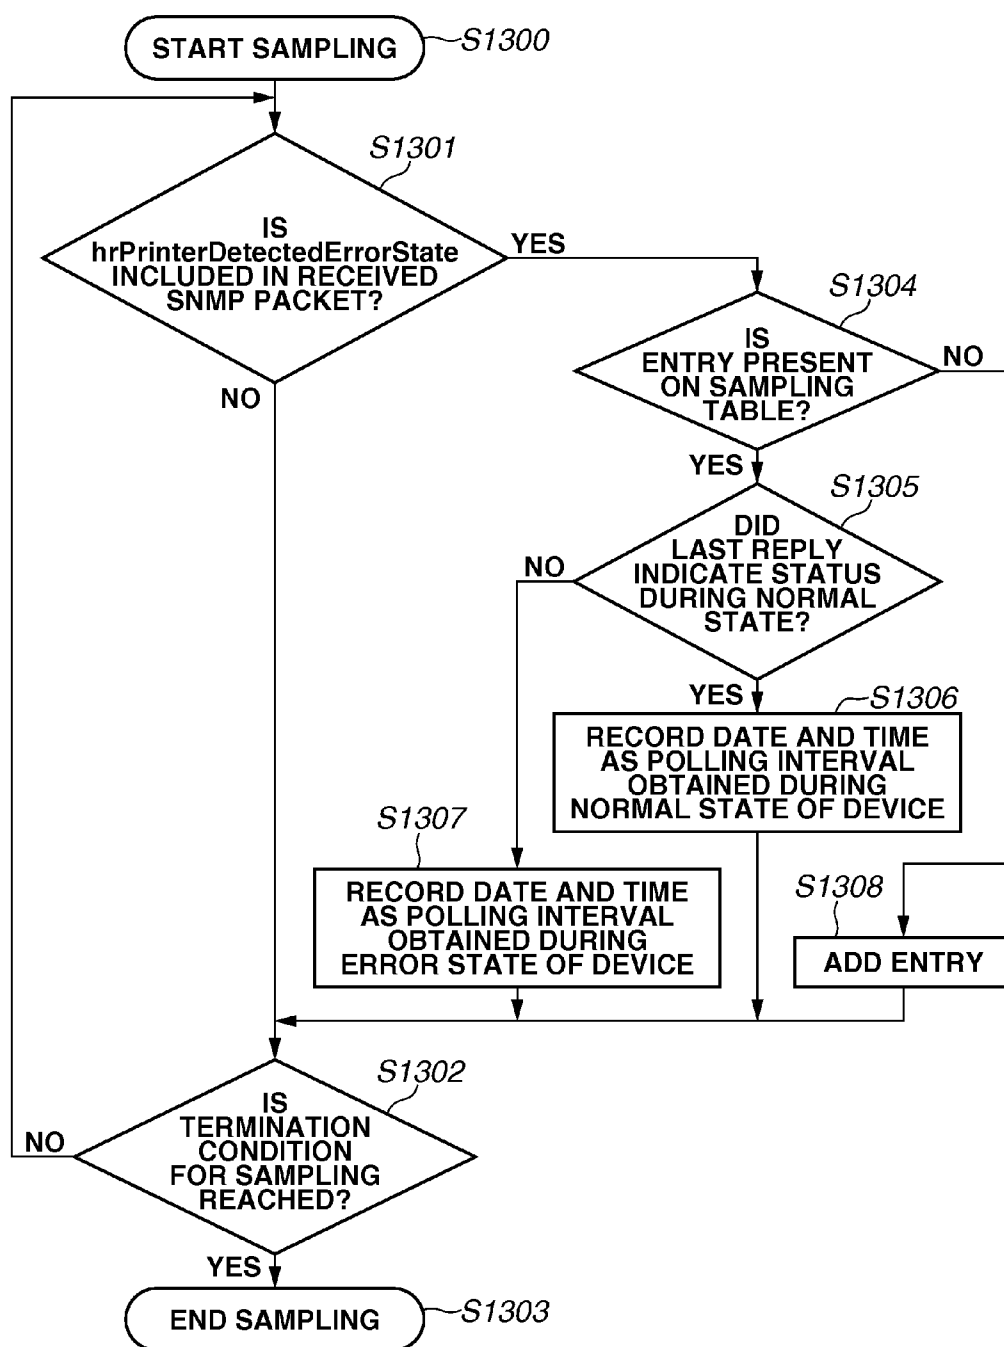 START SAMPLING
S1300
S1301
IS
hrPrinterDetectedErrorState
INCLUDED IN RECEIVED
SNMP PACKET?
YES
NO
S1304
IS
ENTRY PRESENT
ON SAMPLING
TABLE?
NO
YES
S1305
DID
LAST REPLY
INDICATE STATUS
DURING NORMAL
STATE?
NO
YES
S1306
RECORD DATE AND TIME
AS POLLING INTERVAL
OBTAINED DURING
NORMAL STATE OF DEVICE
S1307
RECORD DATE AND TIME
AS POLLING INTERVAL
OBTAINED DURING
ERROR STATE OF DEVICE
S1308
ADD ENTRY
S1302
IS
TERMINATION
CONDITION
FOR SAMPLING
REACHED?
NO
YES
END SAMPLING
S1303